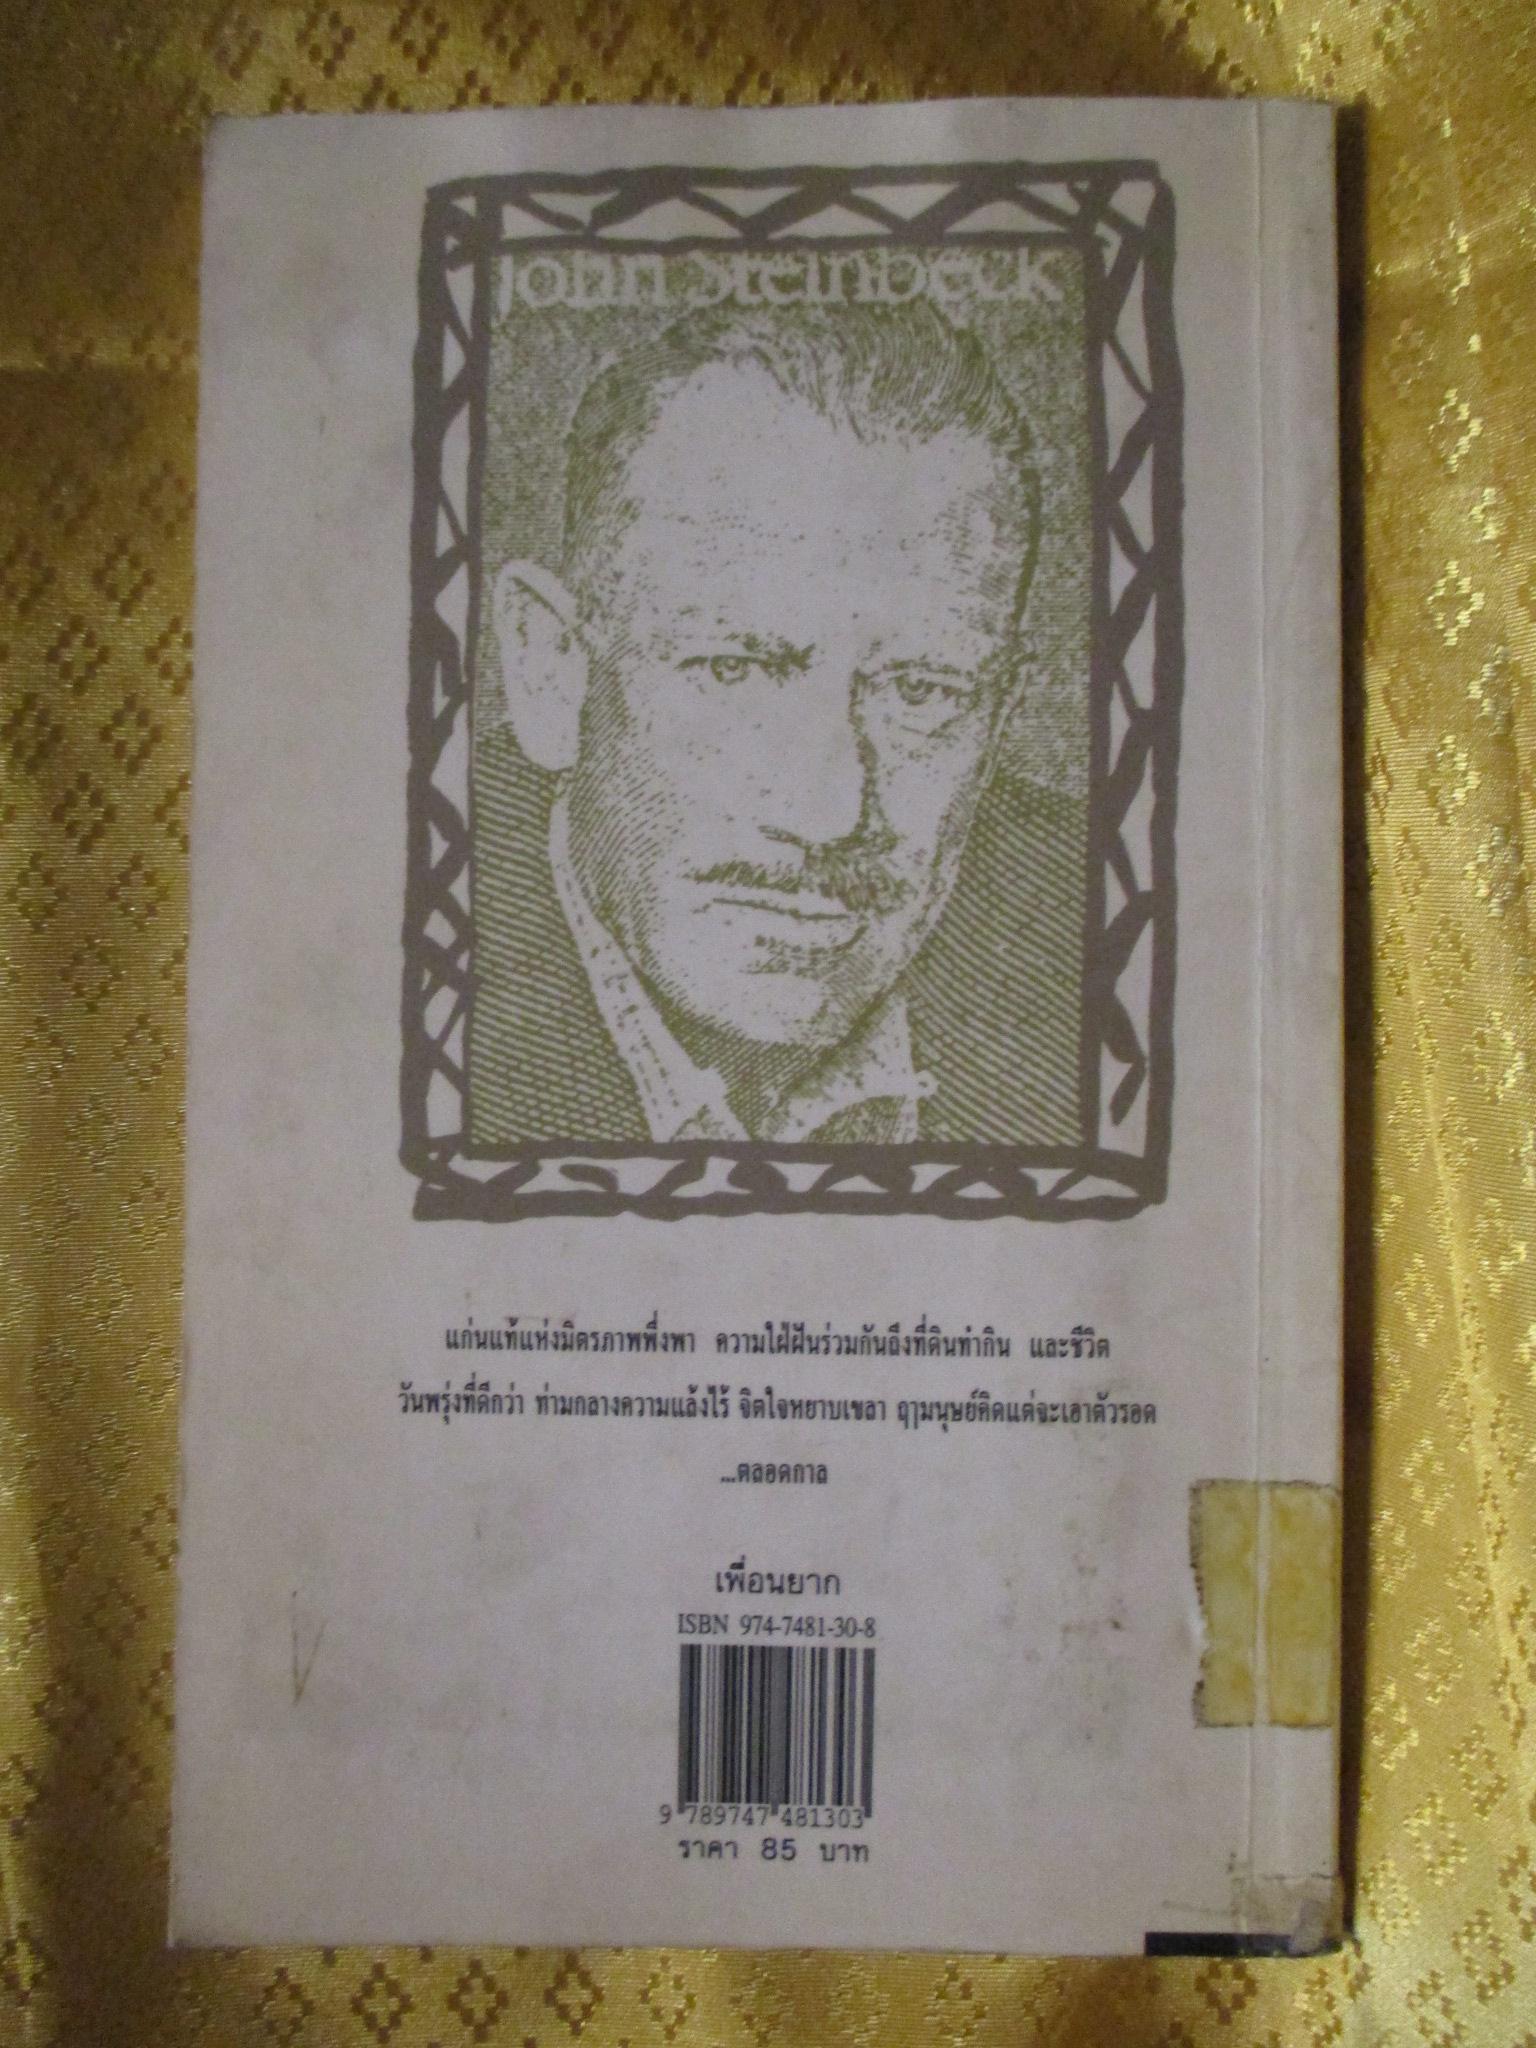 John Steinbeck
แก่นแท้แห่งมิตรภาพพึ่งพา ความใฝ่ฝันร่วมกันถึงที่ดินทำกิน และชีวิต
วันพรุ่งที่ดีกว่า ท่ามกลางความแล้งไร้ จิตใจหยาบเขลา ฤามนุษย์คิดแต่จะเอาตัวรอด
...ตลอดกาล
เพื่อนยาก
ISBN 974-7481-30-8
9 789747 481303
ราคา 85 บาท